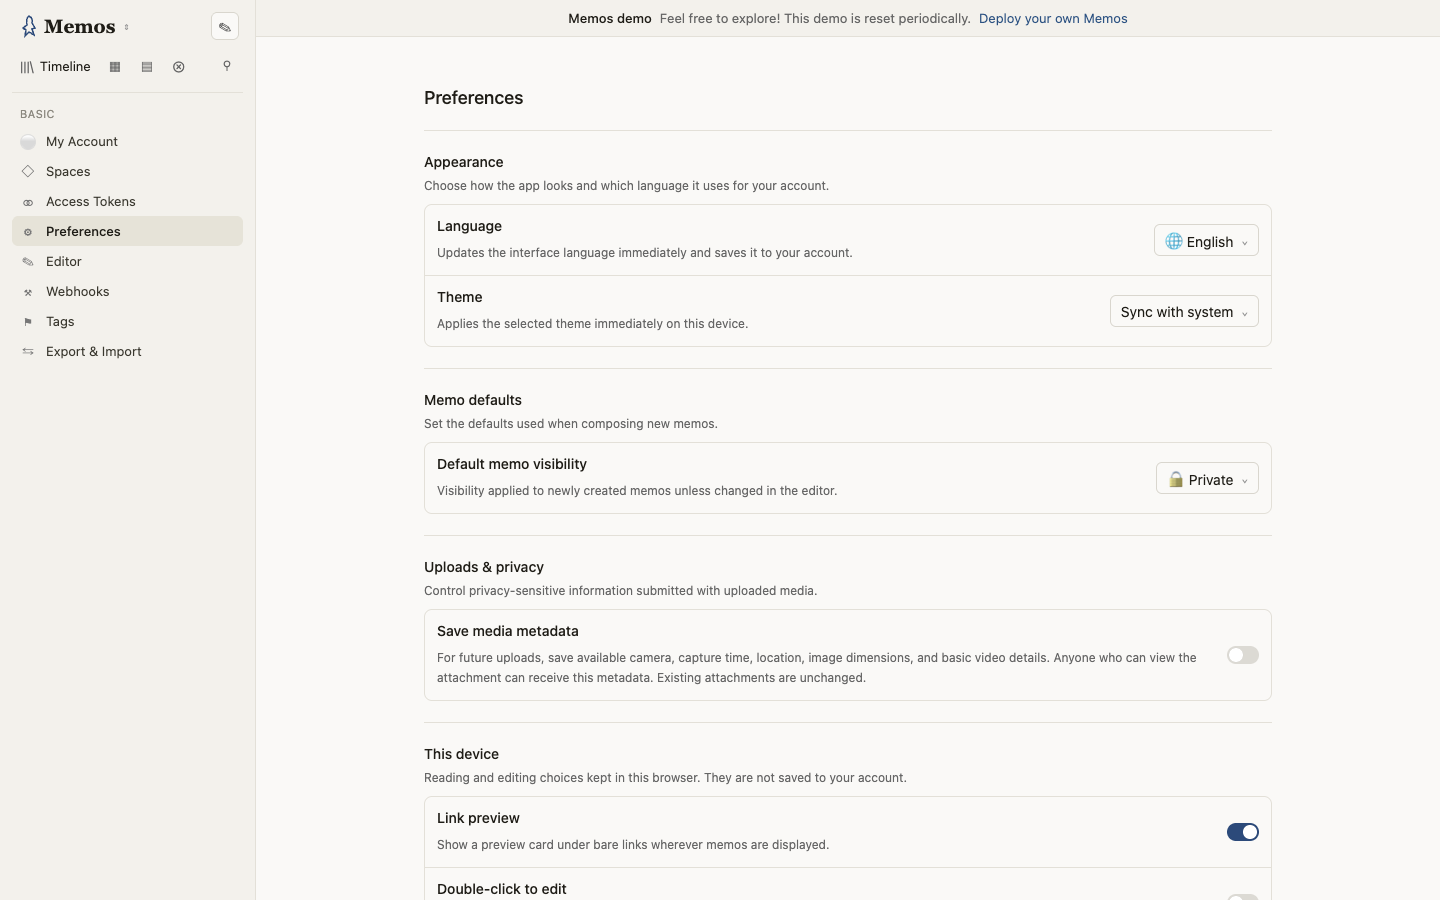 Memos
Memos demo Feel free to explore! This demo is reset periodically. Deploy your own Memos
Timeline
BASIC
My Account
Spaces
Access Tokens
Preferences
Editor
Webhooks
Tags
Export & Import
Preferences
Appearance
Choose how the app looks and which language it uses for your account.
Language
Updates the interface language immediately and saves it to your account.
English
Theme
Applies the selected theme immediately on this device.
Sync with system
Memo defaults
Set the defaults used when composing new memos.
Default memo visibility
Visibility applied to newly created memos unless changed in the editor.
Private
Uploads & privacy
Control privacy-sensitive information submitted with uploaded media.
Save media metadata
For future uploads, save available camera, capture time, location, image dimensions, and basic video details. Anyone who can view the
attachment can receive this metadata. Existing attachments are unchanged.
This device
Reading and editing choices kept in this browser. They are not saved to your account.
Link preview
Show a preview card under bare links wherever memos are displayed.
Double-click to edit